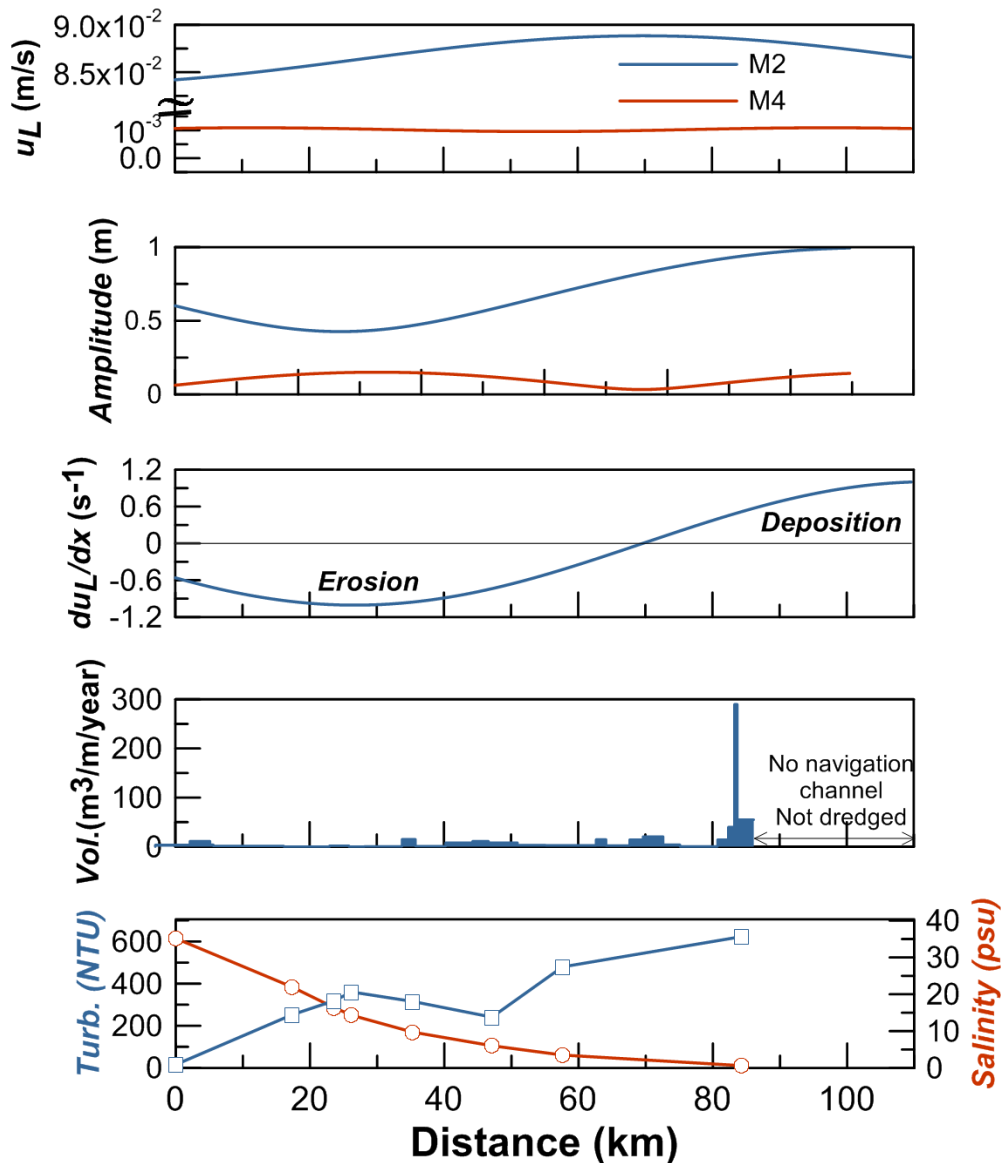 uL (m/s)
9.0x10-2
8.5x10-2
10-3
0.0
M2
M4
Amplitude (m)
1
0.5
0
duL/dx (s-1)
1.2
0.6
0
-0.6
-1.2
Erosion
Deposition
Vol.(m3/m/year)
300
200
100
0
No navigation
channel
Not dredged
Turb. (NTU)
600
400
200
0
40
30
20
10
0
Salinity (psu)
0 20 40 60 80 100
Distance (km)